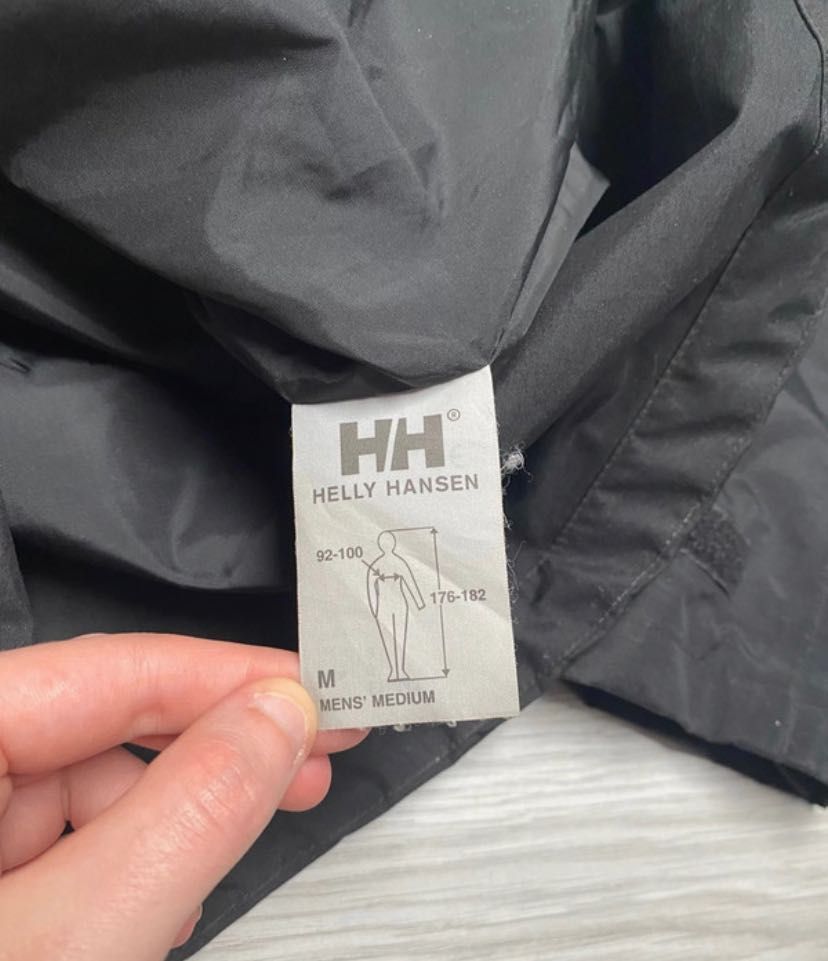 HH®
HELLY HANSEN
92-100
176-182
M
MENS' MEDIUM